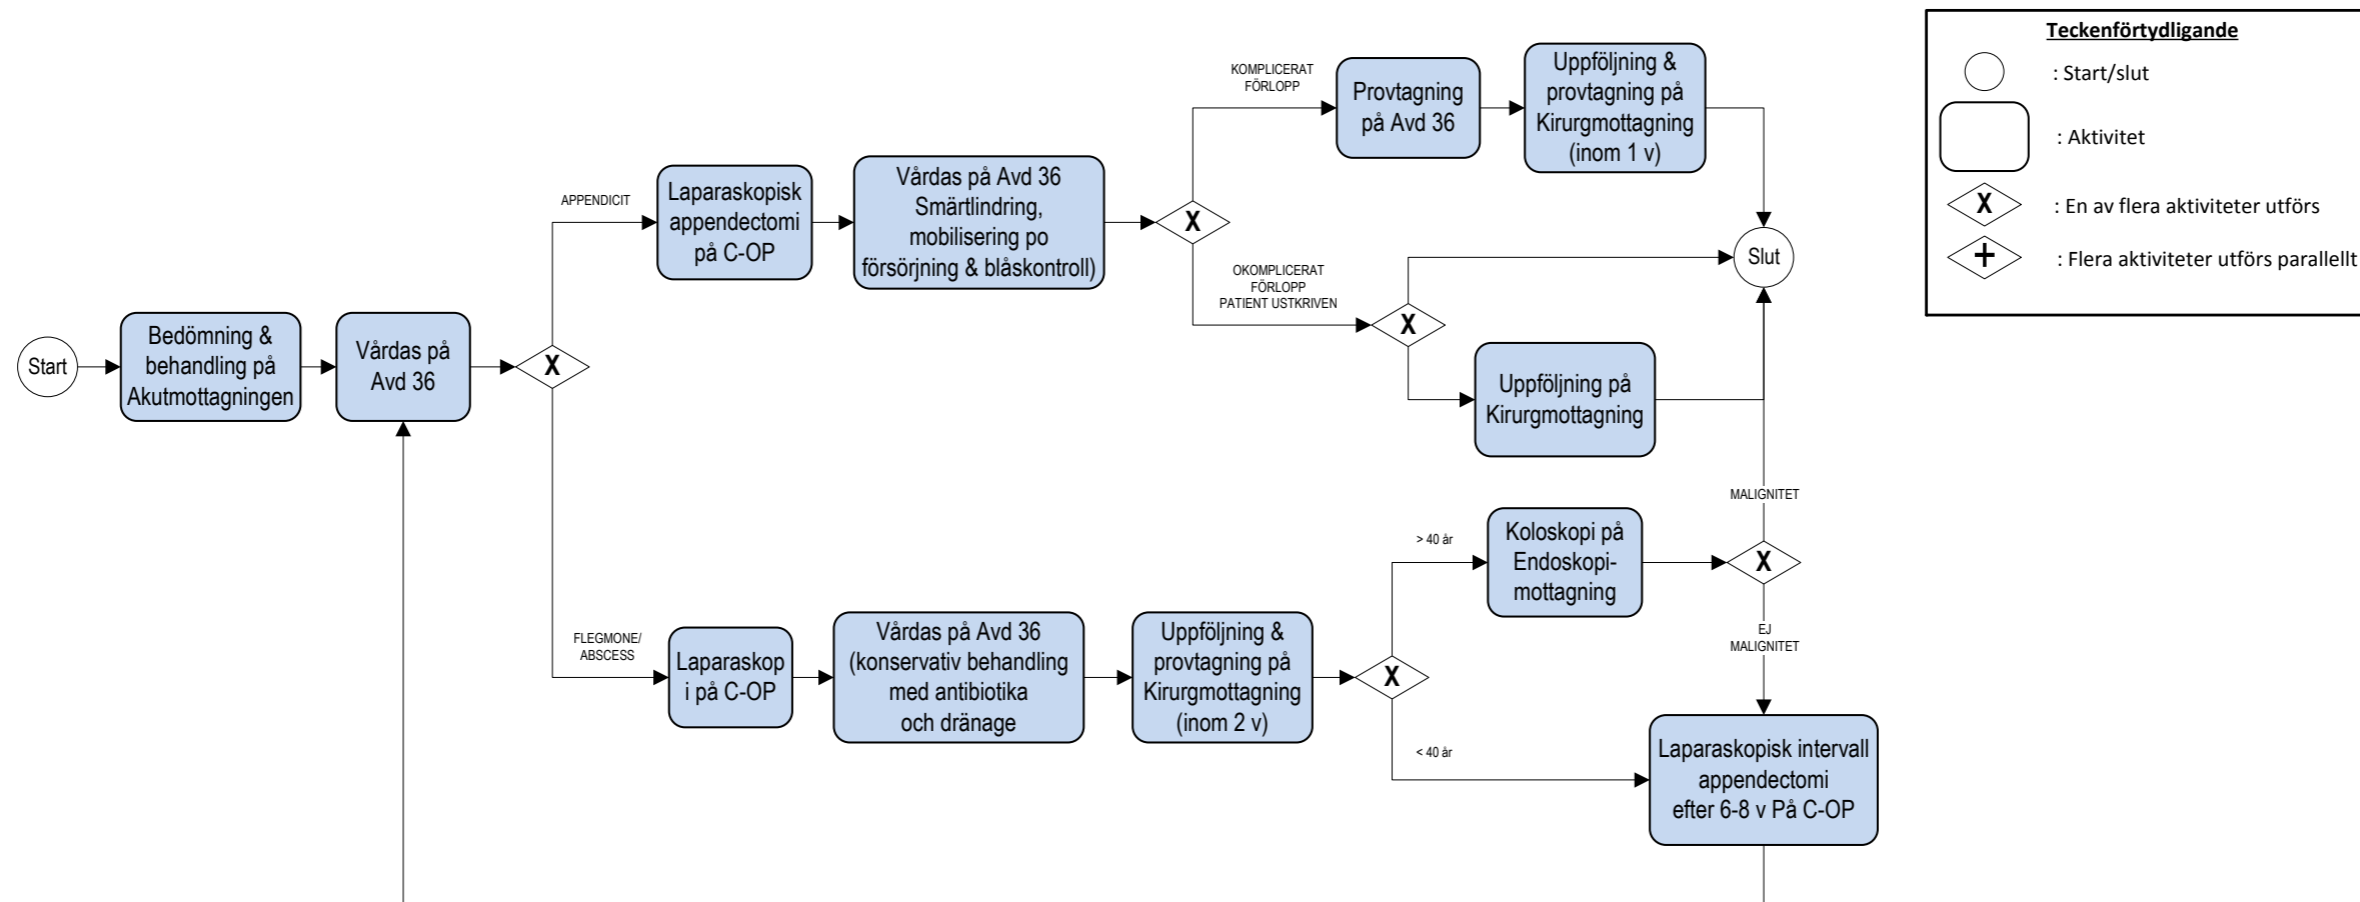 Teckenförtydligande
: Start/slut
: Aktivitet
X
: En av flera aktiviteter utförs
+
: Flera aktiviteter utförs parallellt
Start
Bedömning &
behandling på
Akutmottagningen
Vårdas på
Avd 36
X
APPENDICIT
Laparaskopisk
appendectomi
på C-OP
Vårdas på Avd 36
Smärtlindring,
mobilisering po
försörjning & blåskontroll)
X
KOMPLICERAT
FÖRLOPP
Provtagning
på Avd 36
Uppföljning &
provtagning på
Kirurgmottagning
(inom 1 v)
Slut
OKOMPLICERAT
FÖRLOPP
PATIENT USTKRIVEN
X
Uppföljning på
Kirurgmottagning
FLEGMONE/
ABSCESS
Laparaskop
i på C-OP
Vårdas på Avd 36
(konservativ behandling
med antibiotika
och dränage
Uppföljning &
provtagning på
Kirurgmottagning
(inom 2 v)
X
> 40 år
Koloskopi på
Endoskopi-
mottagning
X
MALIGNITET
EJ
MALIGNITET
< 40 år
Laparaskopisk intervall
appendectomi
efter 6-8 v På C-OP